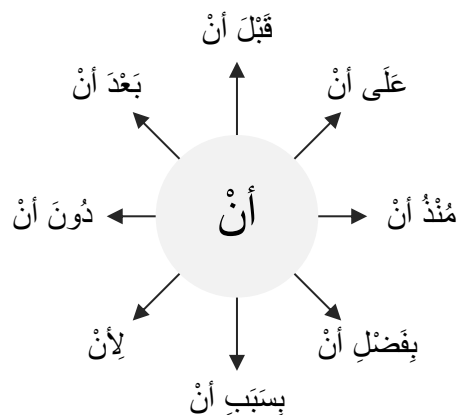 قَبْلَ أنْ
بَعْدَ أنْ
عَلَى أنْ
دُونَ أنْ
أنْ
مُنْذُ أنْ
لِأنْ
بِفَضْلِ أنْ
بِسَبَبِ أنْ